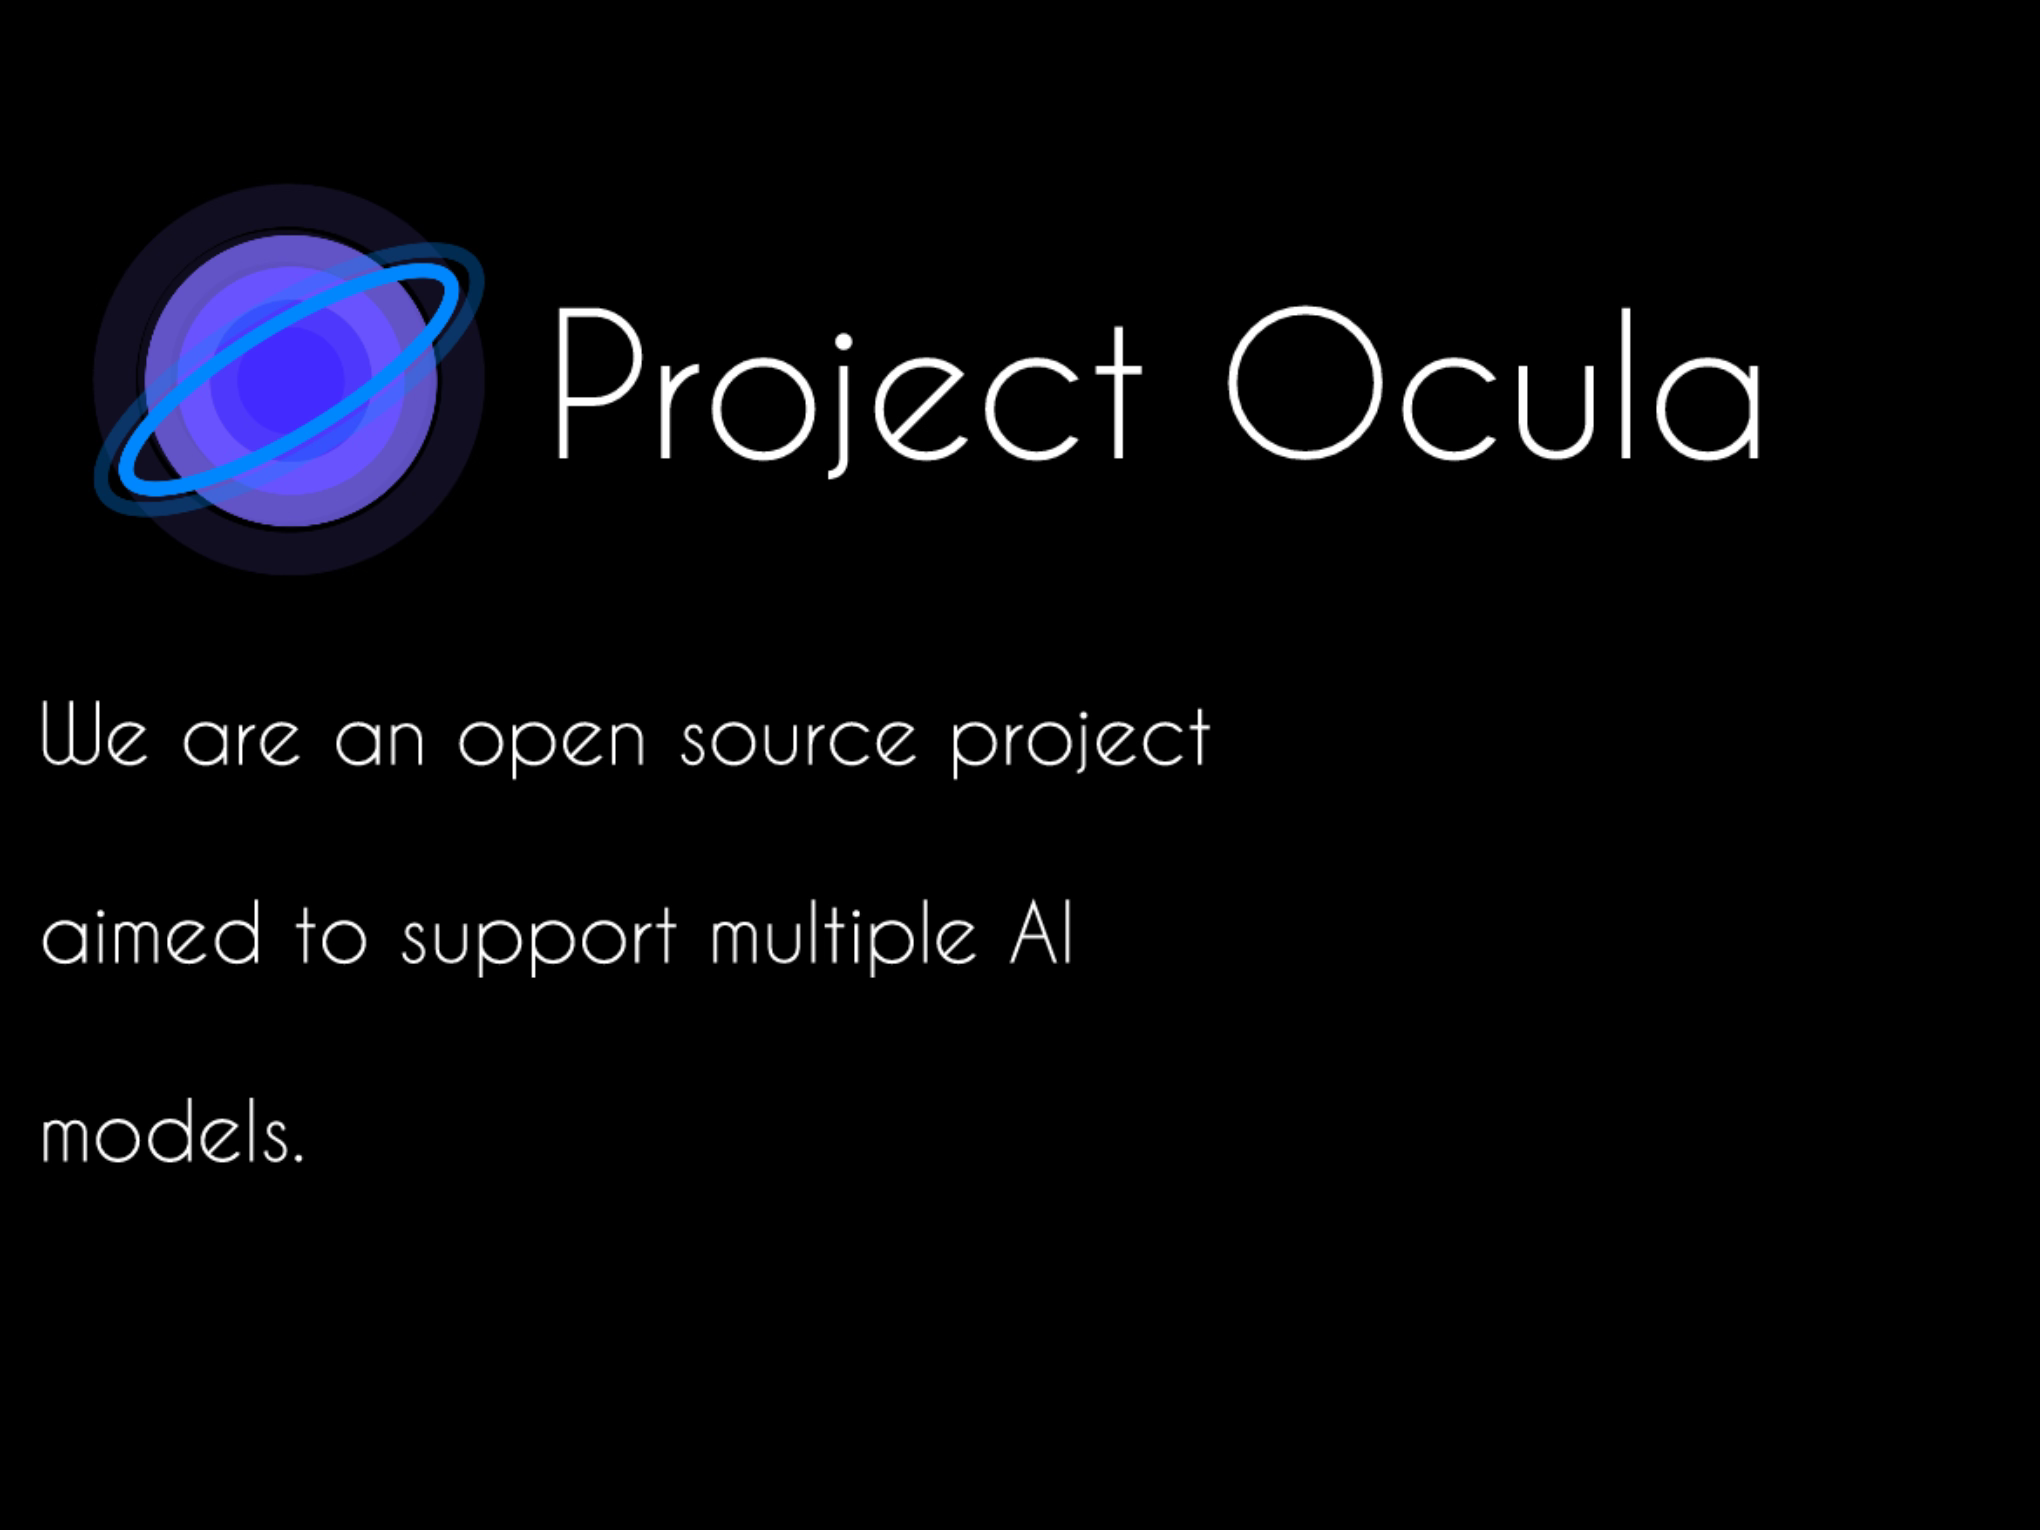 Project Ocula
We are an open source project
aimed to support multiple AI
models.